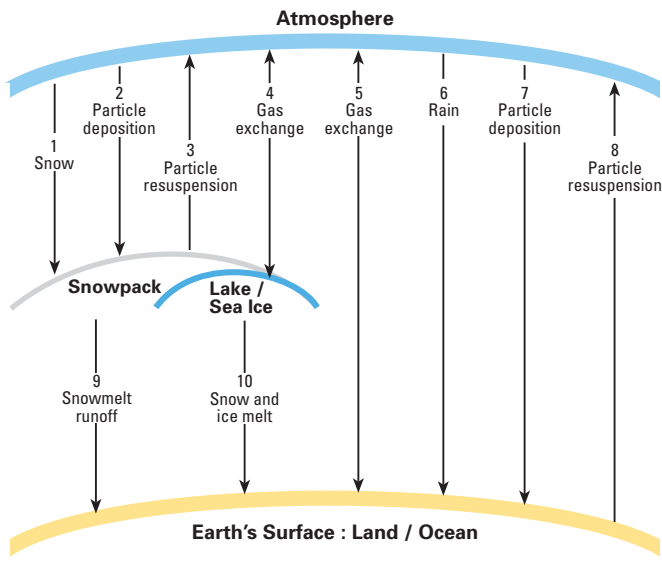 Atmosphere
1
Snow
2
Particle
deposition
3
Particle
resuspension
4
Gas
exchange
5
Gas
exchange
6
Rain
7
Particle
deposition
8
Particle
resuspension
Snowpack
Lake /
Sea Ice
9
Snowmelt
runoff
10
Snow and
ice melt
Earth's Surface : Land / Ocean